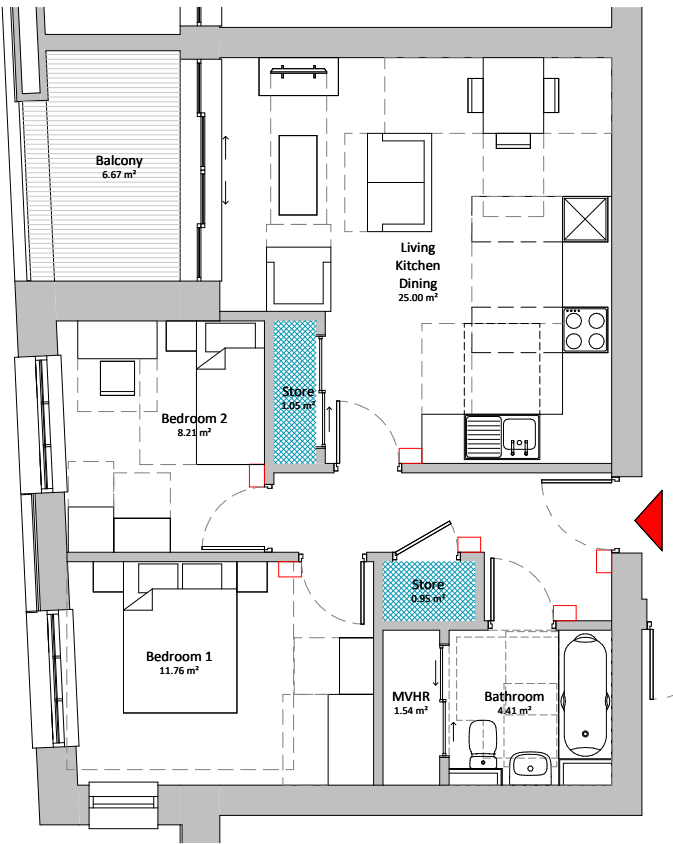 Balcony
6.67 m²
Living
Kitchen
Dining
25.00 m²
Store
1.05 m²
Bedroom 2
8.21 m²
Store
0.95 m²
Bedroom 1
11.76 m²
MVHR
1.54 m²
Bathroom
4.41 m²